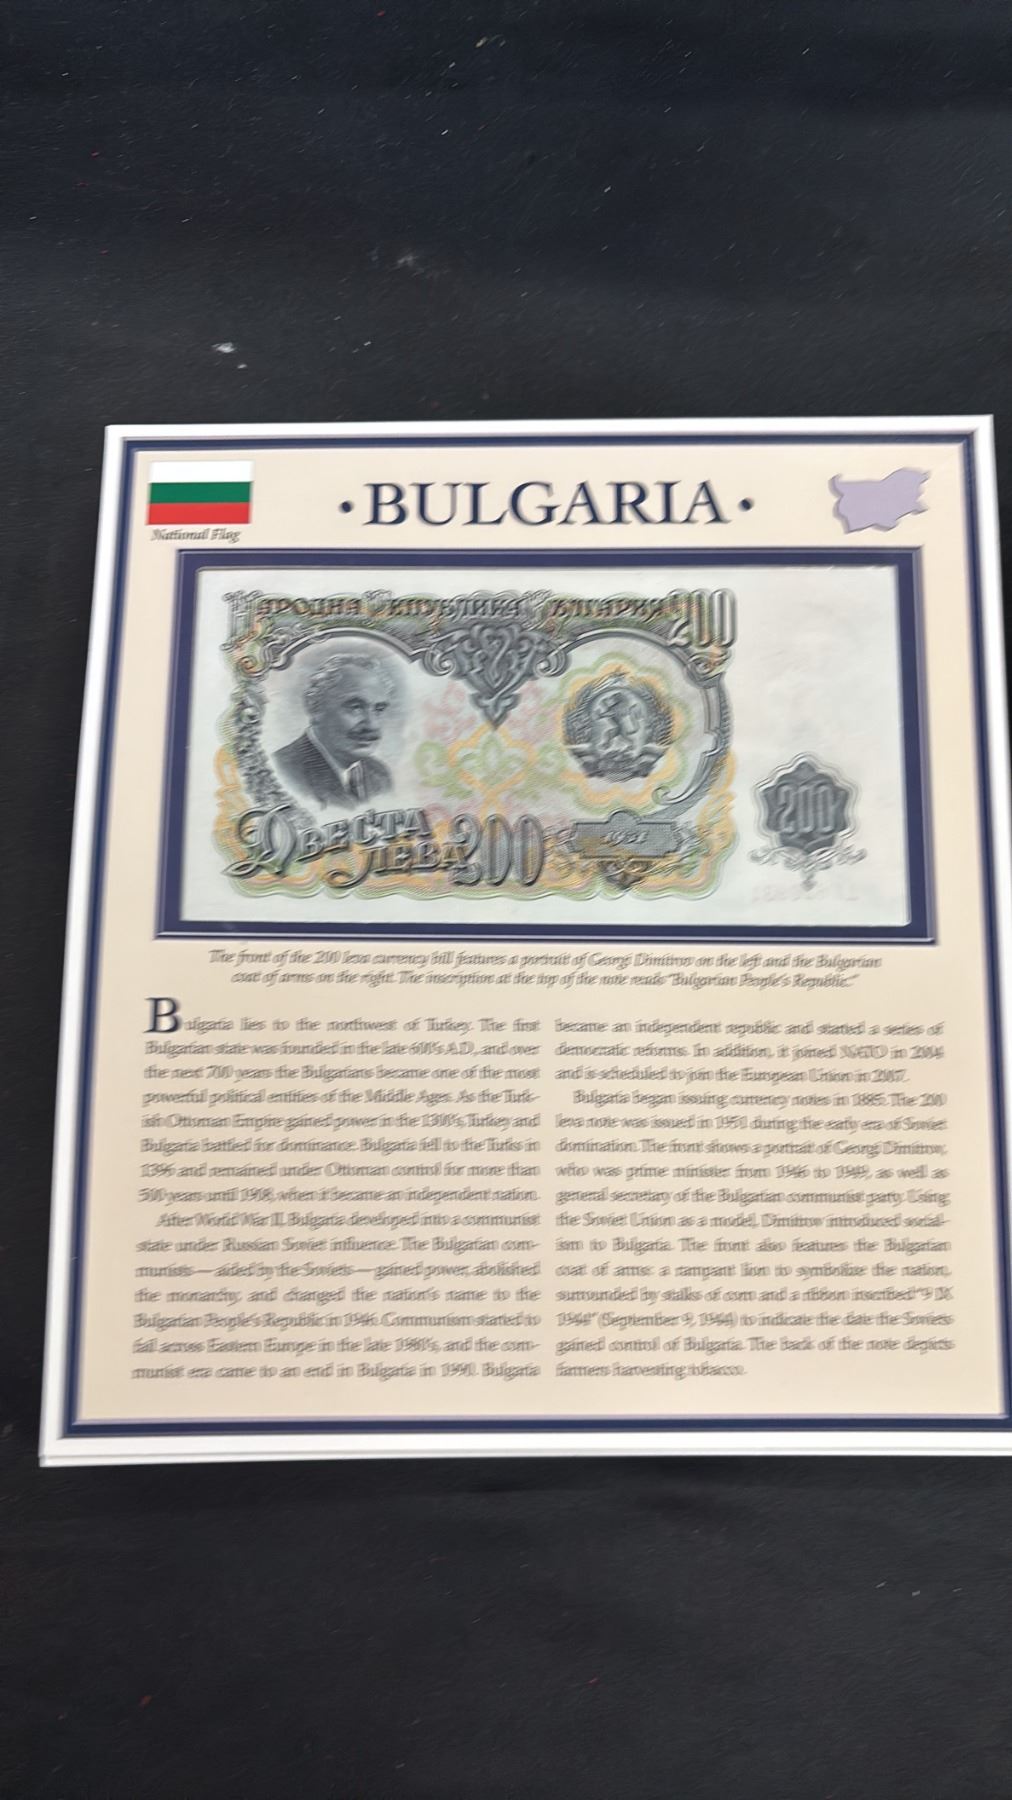 • BULGARIA •
National Flag
НАРОДНА РЕПУБЛИКА БЪЛГАРИЯ 200
ДВЕСТА
ЛЕВА 200
1951
200
The front of the 200 leva currency bill features a portrait of Georgi Dimitrov on the left and the Bulgarian
coat of arms on the right. The inscription at the top of the note reads "Bulgarian People's Republic."
Bulgaria lies to the northwest of Turkey. The first
Bulgarian state was founded in the late 600's A.D., and over
the next 700 years the Bulgarians became one of the most
powerful political entities of the Middle Ages. As the Turk-
ish Ottoman Empire gained power in the 1300's, Turkey and
Bulgaria battled for dominance. Bulgaria fell to the Turks in
1396 and remained under Ottoman control for more than
500 years until 1908, when it became an independent nation.
After World War II, Bulgaria developed into a communist
state under Russian Soviet influence. The Bulgarian com-
munists — aided by the Soviets — gained power, abolished
the monarchy, and changed the nation's name to the
Bulgarian People's Republic in 1946. Communism started to
fall across Eastern Europe in the late 1980's, and the com-
munist era came to an end in Bulgaria in 1990. Bulgaria
became an independent republic and started a series of
democratic reforms. In addition, it joined NATO in 2004
and is scheduled to join the European Union in 2007.
Bulgaria began issuing currency notes in 1885. The 200
leva note was issued in 1951 during the early era of Soviet
domination. The front shows a portrait of Georgi Dimitrov,
who was prime minister from 1946 to 1949, as well as
general secretary of the Bulgarian communist party. Using
the Soviet Union as a model, Dimitrov introduced social-
ism to Bulgaria. The front also features the Bulgarian
coat of arms: a rampant lion to symbolize the nation,
surrounded by stalks of corn and a ribbon inscribed "9 IX
1944" (September 9, 1944) to indicate the date the Soviets
gained control of Bulgaria. The back of the note depicts
farmers harvesting tobacco.